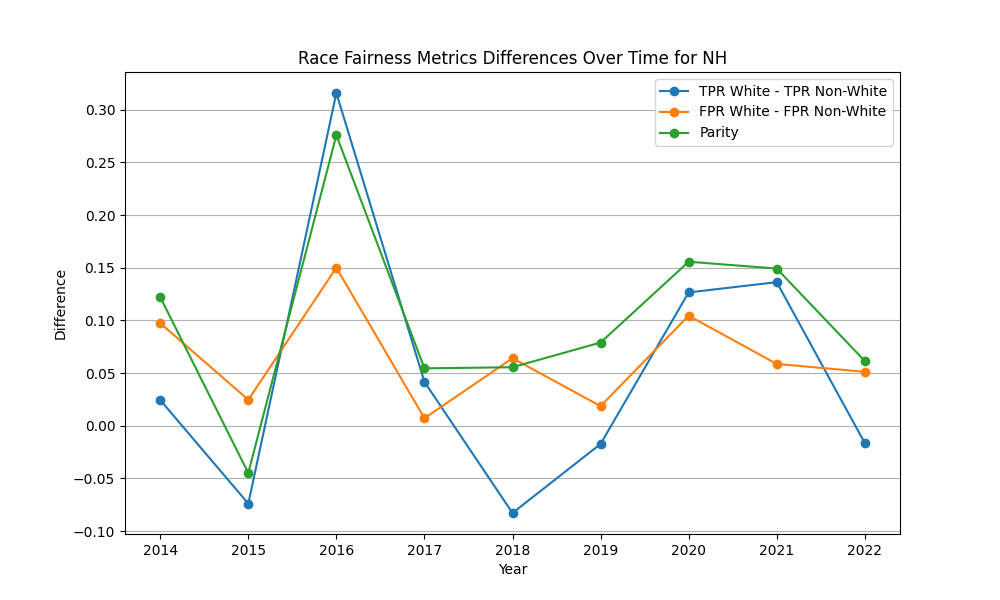 Race Fairness Metrics Differences Over Time for NH
TPR White - TPR Non-White
FPR White - FPR Non-White
Parity
Difference
0.30
0.25
0.20
0.15
0.10
0.05
0.00
−0.05
−0.10
2014 2015 2016 2017 2018 2019 2020 2021 2022
Year